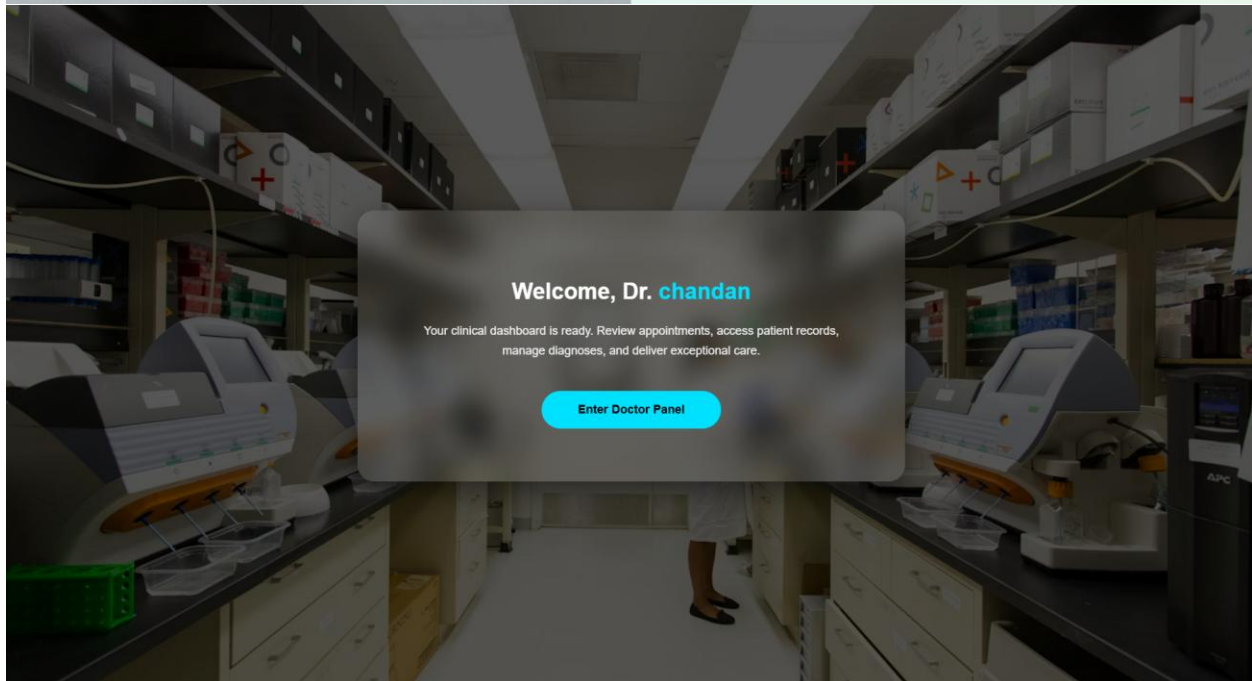 Welcome, Dr. chandan
Your clinical dashboard is ready. Review appointments, access patient records,
manage diagnoses, and deliver exceptional care.
Enter Doctor Panel
APC